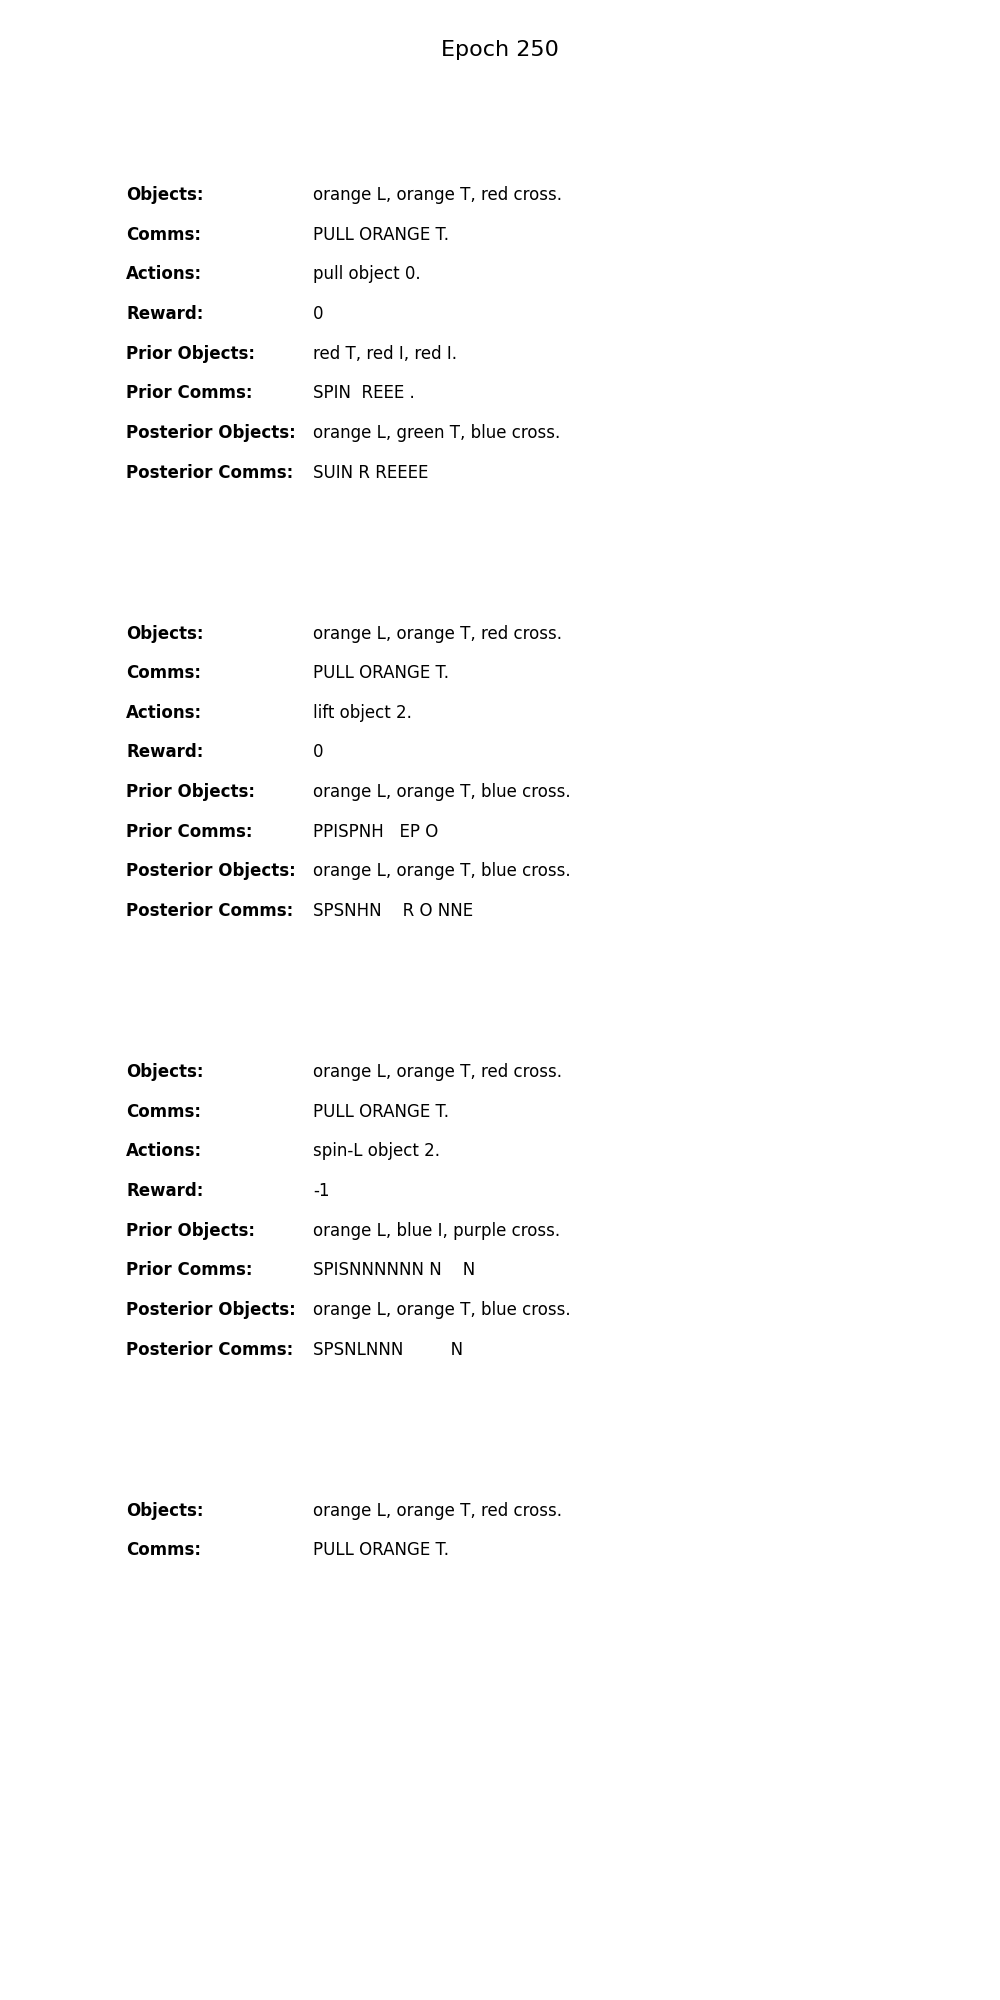 Epoch 250
Objects: orange L, orange T, red cross.
Comms: PULL ORANGE T.
Actions: pull object 0.
Reward: 0
Prior Objects: red T, red I, red I.
Prior Comms: SPIN  REEE .
Posterior Objects: orange L, green T, blue cross.
Posterior Comms: SUIN R REEEE
Objects: orange L, orange T, red cross.
Comms: PULL ORANGE T.
Actions: lift object 2.
Reward: 0
Prior Objects: orange L, orange T, blue cross.
Prior Comms: PPISPNH   EP O
Posterior Objects: orange L, orange T, blue cross.
Posterior Comms: SPSNHN    R O NNE
Objects: orange L, orange T, red cross.
Comms: PULL ORANGE T.
Actions: spin-L object 2.
Reward: -1
Prior Objects: orange L, blue I, purple cross.
Prior Comms: SPISNNNNNN N    N
Posterior Objects: orange L, orange T, blue cross.
Posterior Comms: SPSNLNNN         N
Objects: orange L, orange T, red cross.
Comms: PULL ORANGE T.